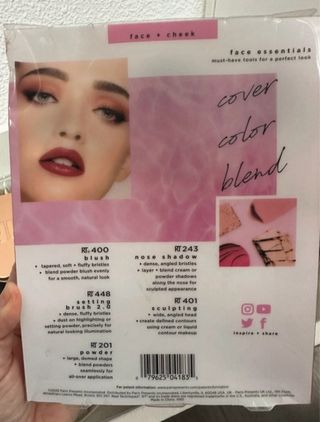 face + cheek
face essentials
must-have tools for a perfect look
cover
color
blend
RT 400
blush
• tapered, soft + fluffy bristles
• blend powder blush evenly
for a smooth, natural look
RT 243
nose shadow
• dense, angled bristles
• layer + blend cream or
powder shadows
along the nose for
sculpted appearance
RT 448
setting
brush 2.0
• dense, fluffy bristles
• dust on highlighting or
setting powder, precisely for
natural looking illumination
RT 401
sculpting
• wide, angled head
• create defined contours
using cream or liquid
contour makeup
RT 201
powder
• large, domed shape
• blend powders
seamlessly for
all-over application
inspire + share
79625 04183